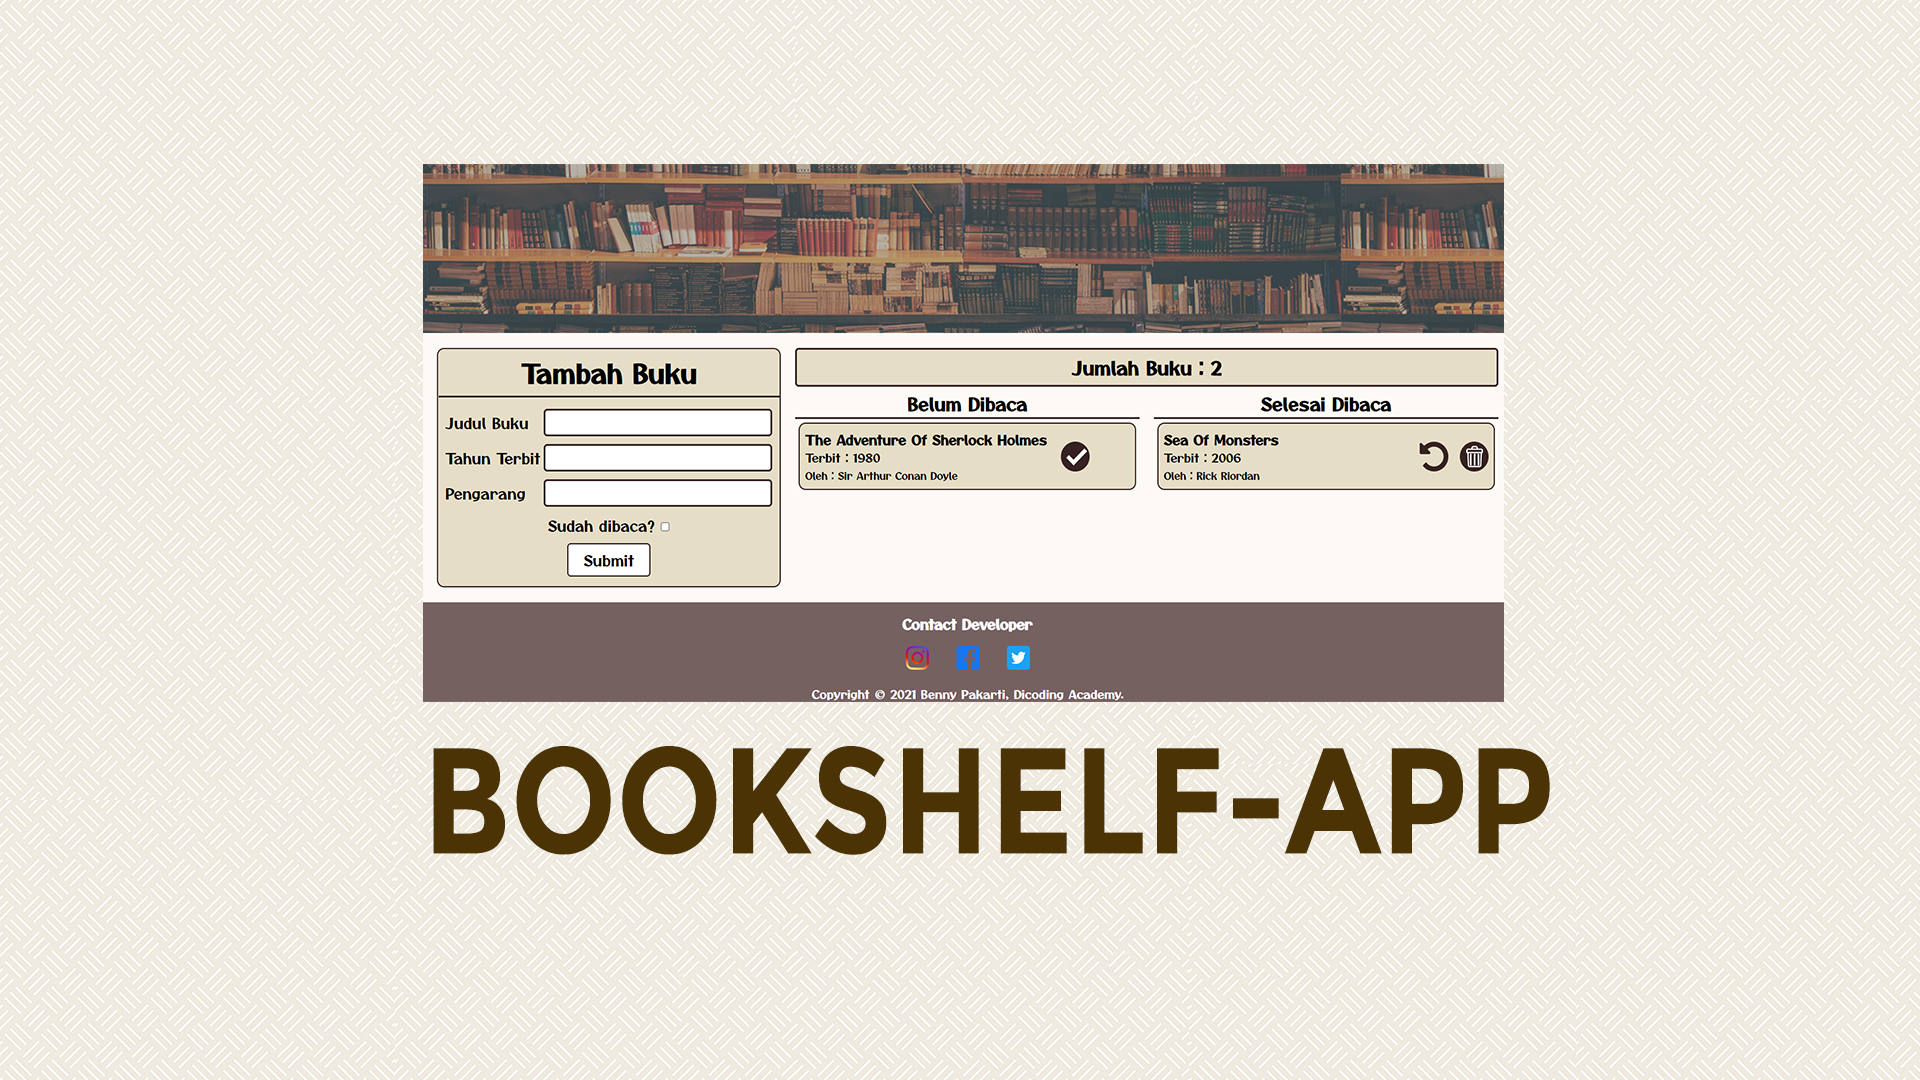 Tambah Buku
Judul Buku
Tahun Terbit
Pengarang
Sudah dibaca?
Submit
Jumlah Buku : 2
Belum Dibaca
The Adventure Of Sherlock Holmes
Terbit : 1980
Oleh : Sir Arthur Conan Doyle
Selesai Dibaca
Sea Of Monsters
Terbit : 2006
Oleh : Rick Riordan
Contact Developer
Copyright © 2021 Benny Pakarti, Dicoding Academy.
BOOKSHELF-APP